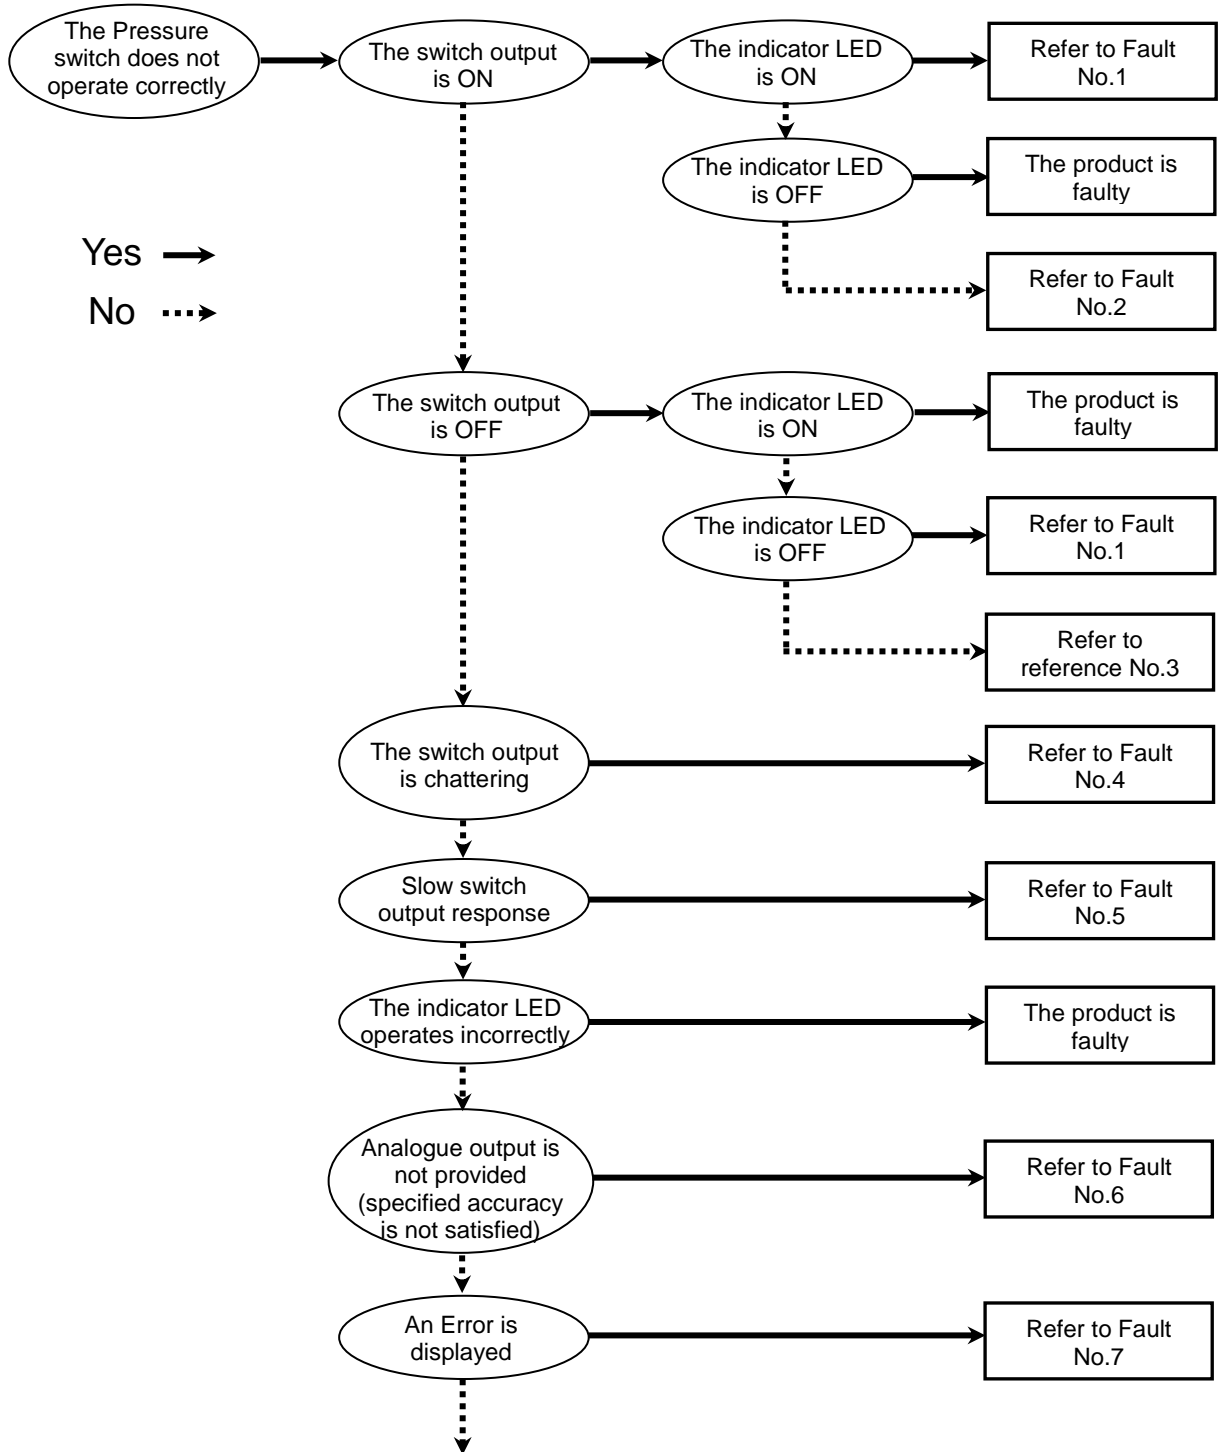 The Pressure
switch does not
operate correctly
The switch output
is ON
The indicator LED
is ON
Refer to Fault
No.1
The indicator LED
is OFF
The product is
faulty
Yes
No
Refer to Fault
No.2
The switch output
is OFF
The indicator LED
is ON
The product is
faulty
The indicator LED
is OFF
Refer to Fault
No.1
Refer to
reference No.3
The switch output
is chattering
Refer to Fault
No.4
Slow switch
output response
Refer to Fault
No.5
The indicator LED
operates incorrectly
The product is
faulty
Analogue output is
not provided
(specified accuracy
is not satisfied)
Refer to Fault
No.6
An Error is
displayed
Refer to Fault
No.7